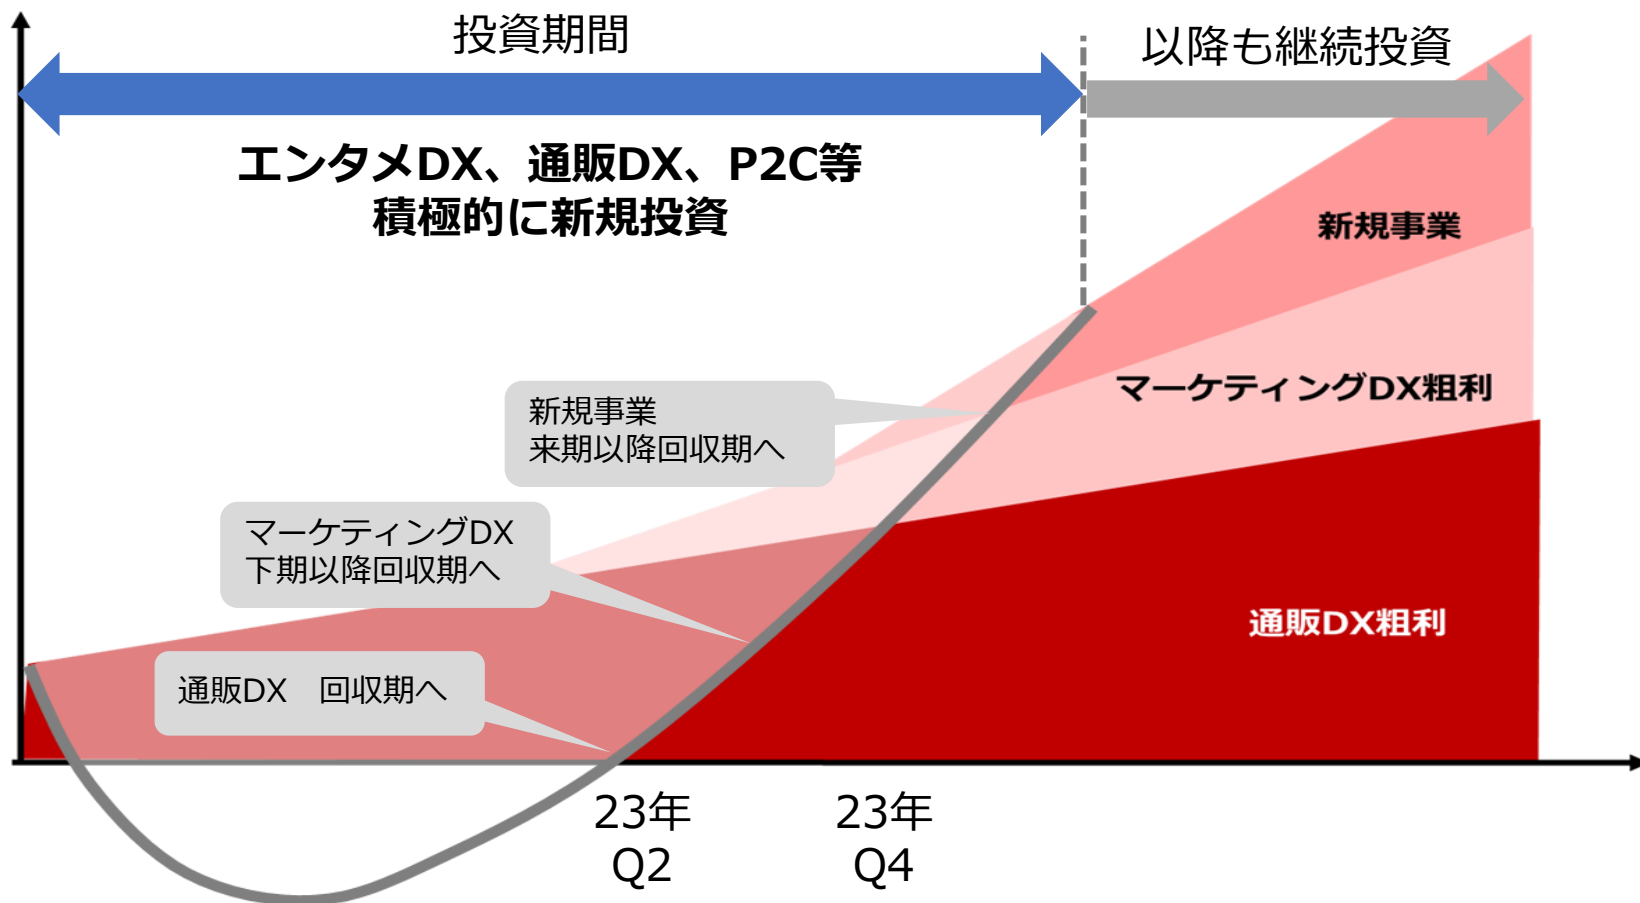 投資期間
以降も継続投資
エンタメDX、通販DX、P2C等
積極的に新規投資
新規事業
マーケティングDX粗利
新規事業
来期以降回収期へ
マーケティングDX
下期以降回収期へ
通販DX粗利
通販DX　回収期へ
23年
Q2
23年
Q4